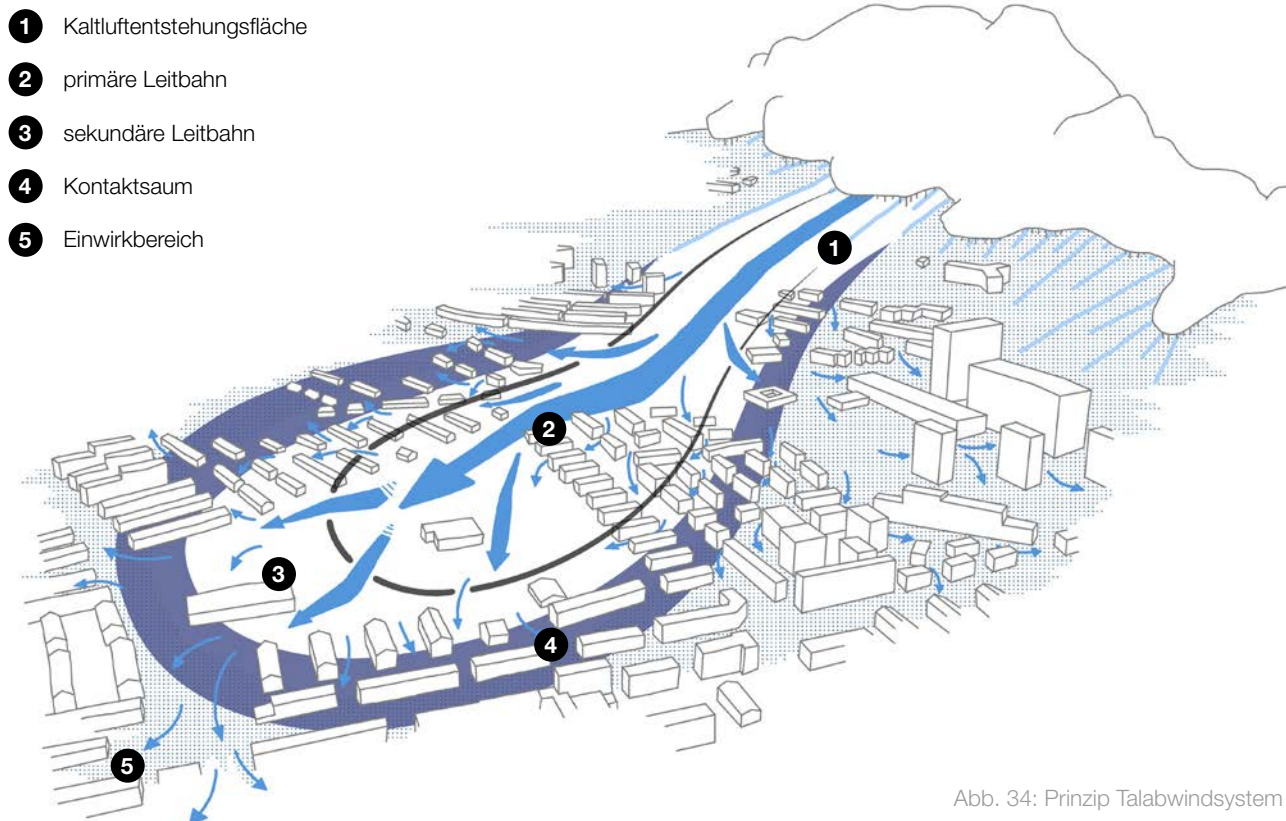 1 Kaltluftentstehungsfläche
2 primäre Leitbahn
3 sekundäre Leitbahn
4 Kontaktsaum
5 Einwirkbereich
1
2
3
4
5
Abb. 34: Prinzip Talabwindsystem